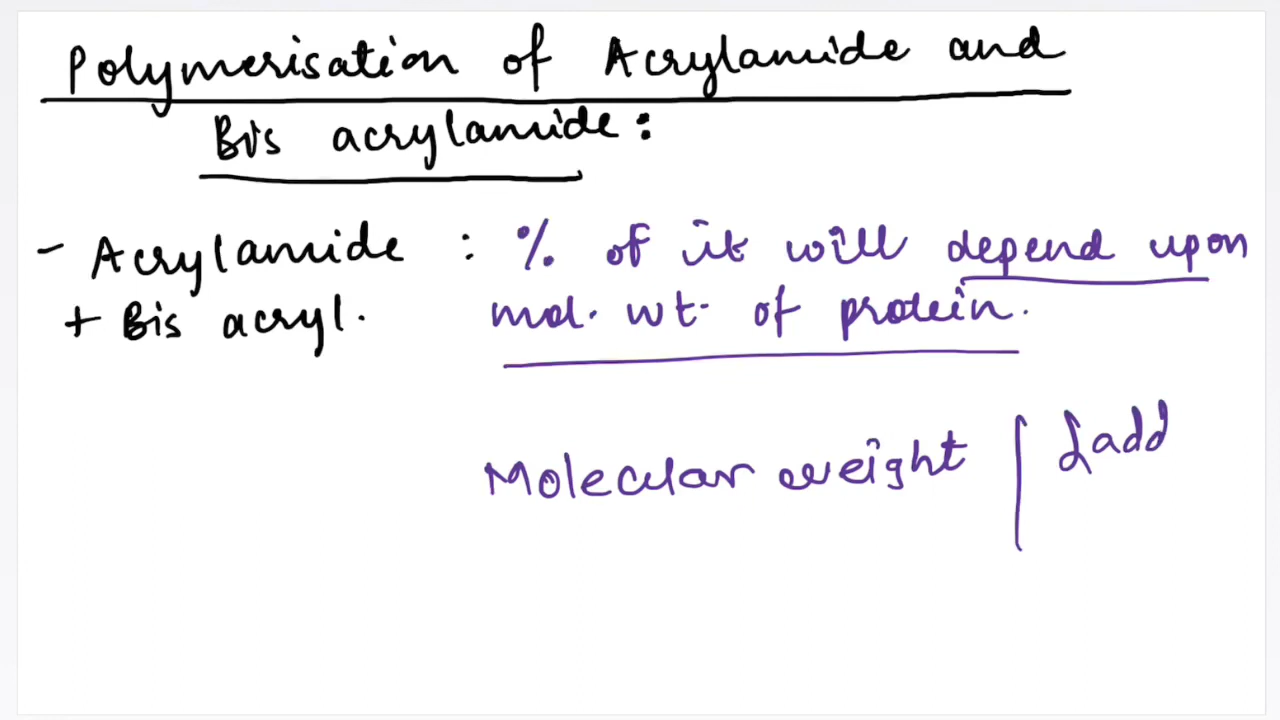 Polymerisation of Acrylamide and
Bis acrylamide:
- Acrylamide : % of it will depend upon
+ Bis acryl. mol. wt. of protein.
Molecular weight | Ladd